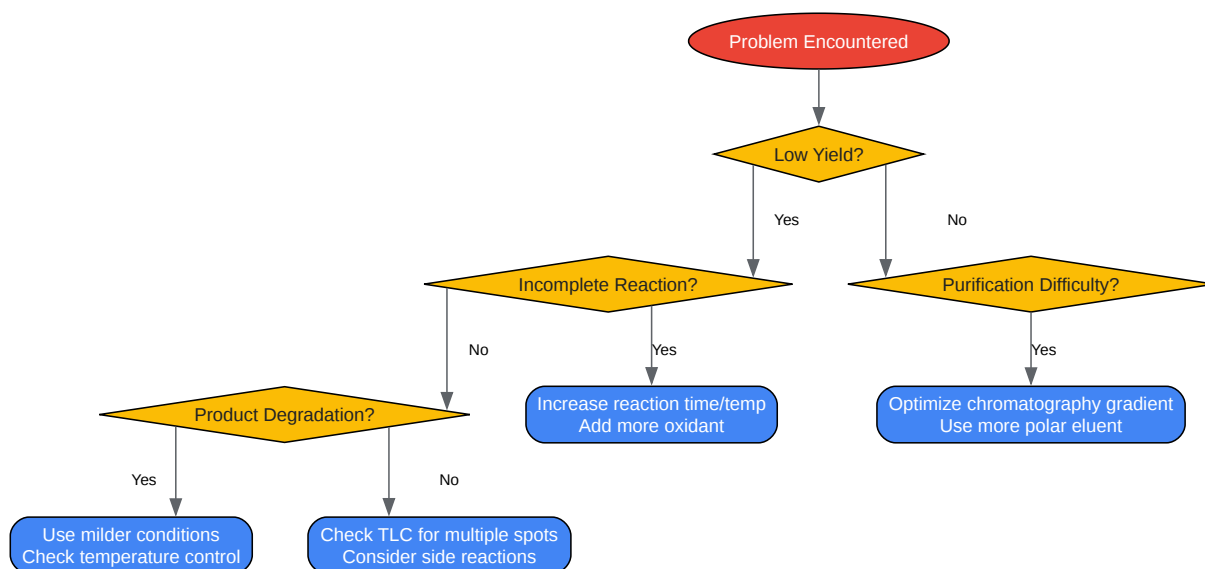 Problem Encountered
Low Yield?
Yes
No
Incomplete Reaction?
Purification Difficulty?
No
Yes
Yes
Product Degradation?
Increase reaction time/temp
Add more oxidant
Optimize chromatography gradient
Use more polar eluent
Yes
No
Use milder conditions
Check temperature control
Check TLC for multiple spots
Consider side reactions